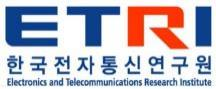 ETRI
한국전자통신연구원
Electronics and Telecommunications Research Institute